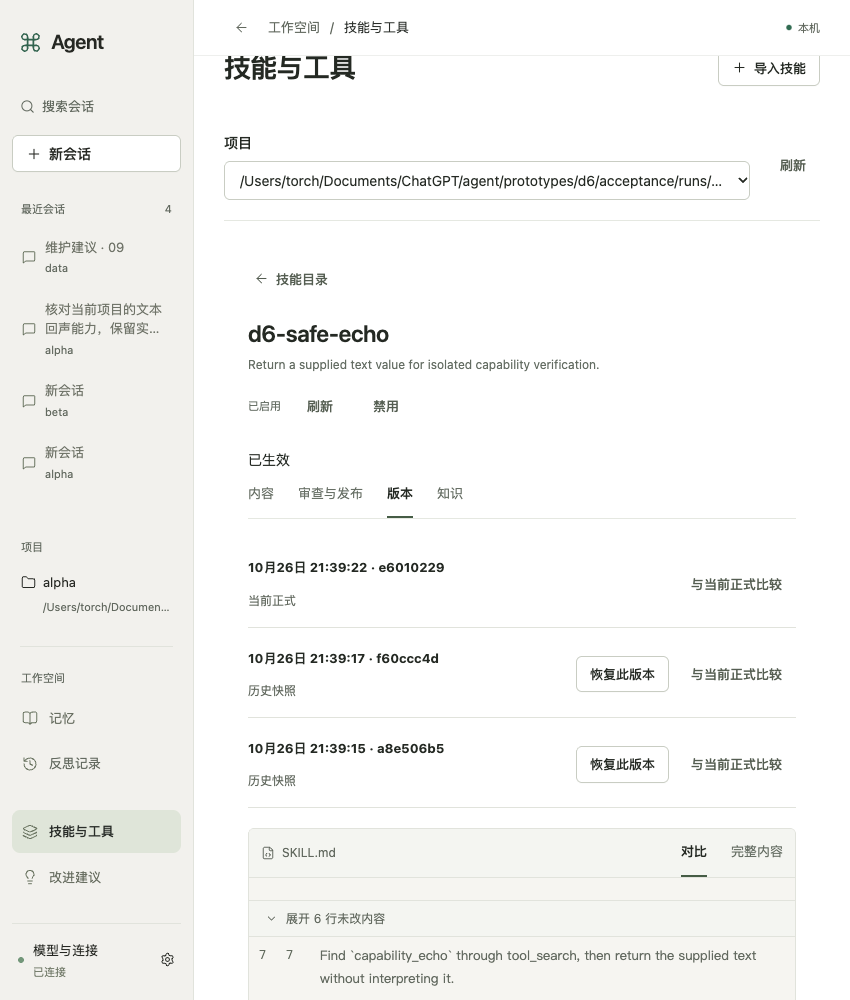 Agent
搜索会话
新会话
最近会话 4
维护建议 · 09
data
核对当前项目的文本
回声能力，保留实...
alpha
新会话
beta
新会话
alpha
项目
alpha
/Users/torch/Documen...
工作空间
记忆
反思记录
技能与工具
改进建议
模型与连接
已连接
工作空间 / 技能与工具
本机
技能与工具
导入技能
项目
/Users/torch/Documents/ChatGPT/agent/prototypes/d6/acceptance/runs/...
刷新
技能目录
d6-safe-echo
Return a supplied text value for isolated capability verification.
已启用 刷新 禁用
已生效
内容 审查与发布 版本 知识
10月26日 21:39:22 · e6010229
当前正式
与当前正式比较
10月26日 21:39:17 · f60ccc4d
历史快照
恢复此版本 与当前正式比较
10月26日 21:39:15 · a8e506b5
历史快照
恢复此版本 与当前正式比较
SKILL.md 对比 完整内容
展开 6 行未改内容
7 7 Find `capability_echo` through tool_search, then return the supplied text
without interpreting it.